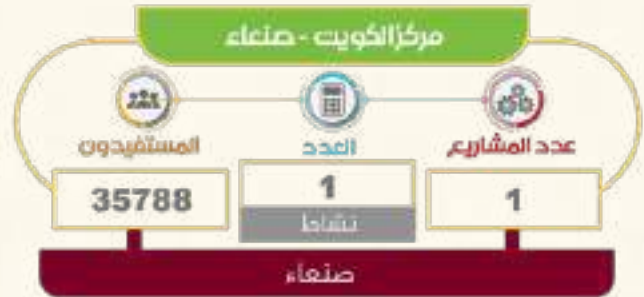 مركز الكويت - صنعاء
عدد المشاريع
العدد
المستفيدون
1
1
35788
نشاط
صنعاء